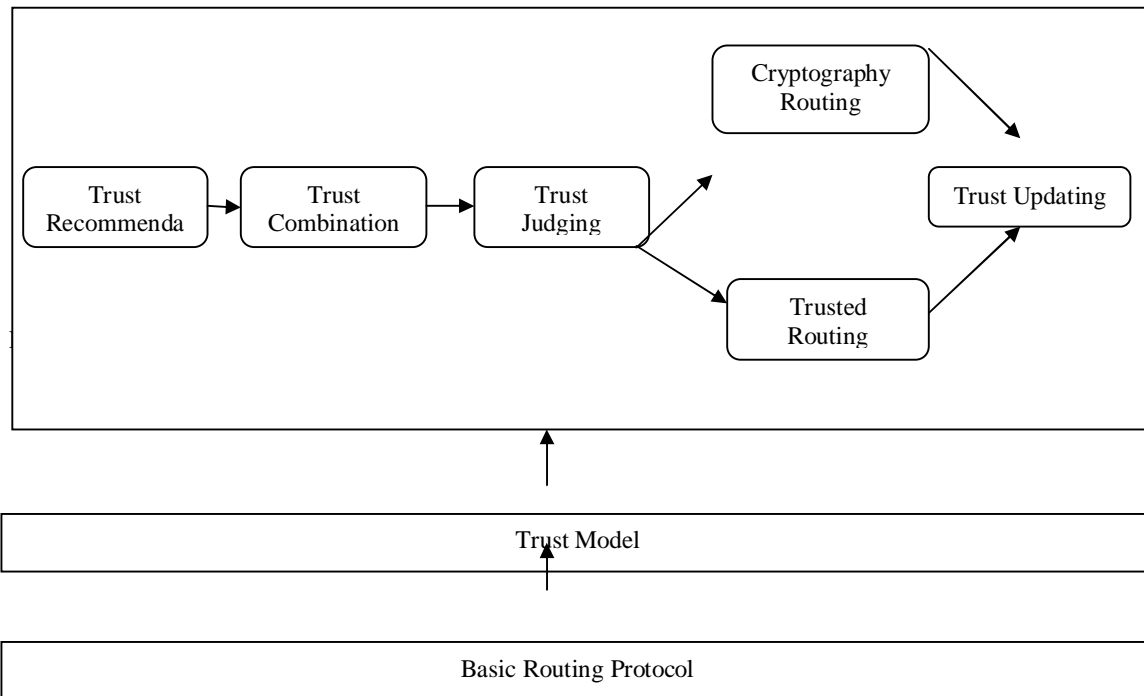 Cryptography
Routing
Trust
Recommenda
Trust
Combination
Trust
Judging
Trust Updating
Trusted
Routing
Trust Model
Basic Routing Protocol